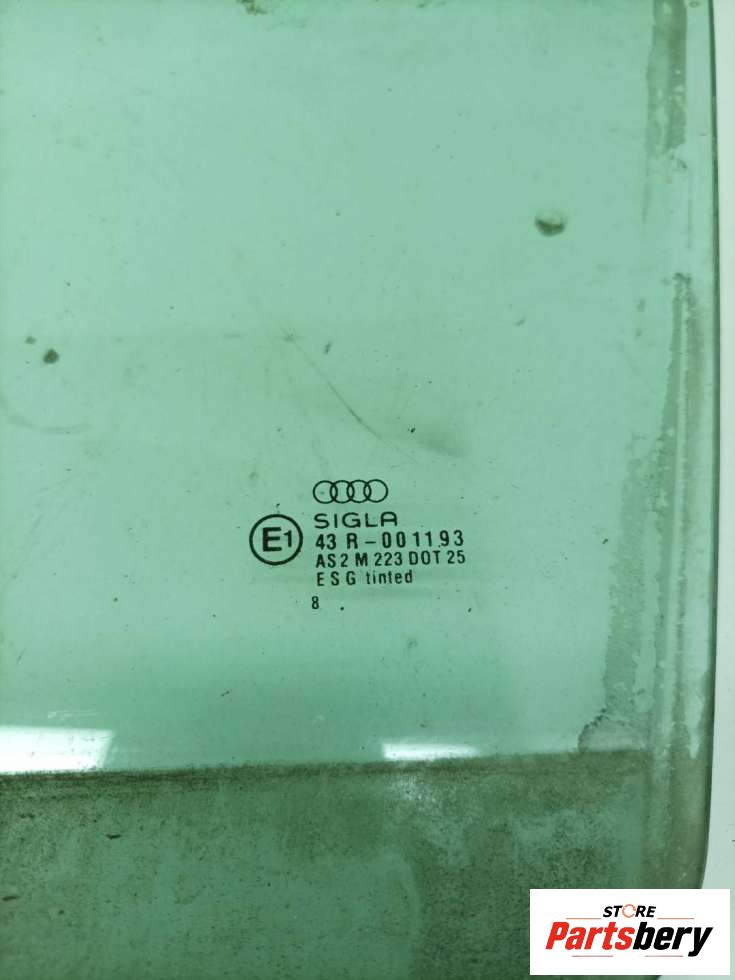 SIGLA
E1
43 R-001193
AS2 M 223 DOT 25
ESG tinted
8 .
STORE
Partsbery